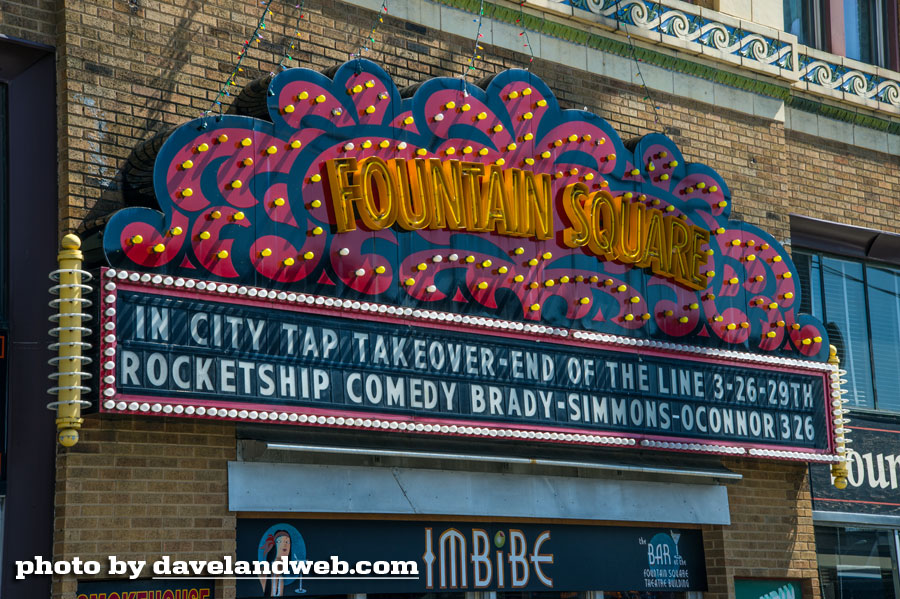 FOUNTAIN SQUARE
IN CITY TAP TAKEOVER-END OF THE LINE 3-26-29TH
ROCKETSHIP COMEDY BRADY-SIMMONS-OCONNOR 326
IMBIBE
the BAR at the
FOUNTAIN SQUARE
THEATRE BUILDING
SMOKEHOUSE
photo by davelandweb.com